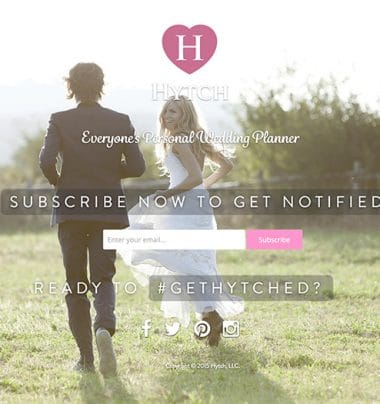 H
HYTCH
Everyone's Personal Wedding Planner
SUBSCRIBE NOW TO GET NOTIFIED
Enter your email... Subscribe
READY TO #GETHYTCHED?
Copyright © 2015 Hytch, LLC.